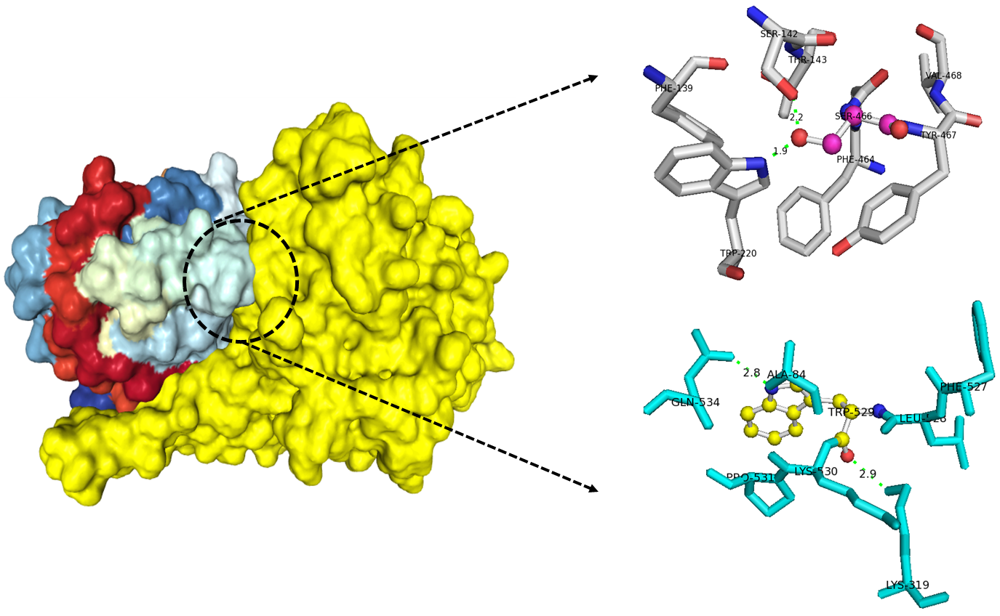 SER-142
THR-143
PHE-139
VAL-468
2.2
SER-466
TYR-467
1.9
PHE-464
TRP-220
2.8
ALA-84
GLN-534
PHE-527
TRP-529
LEU-528
LYS-530
PRO-531
2.9
LYS-319